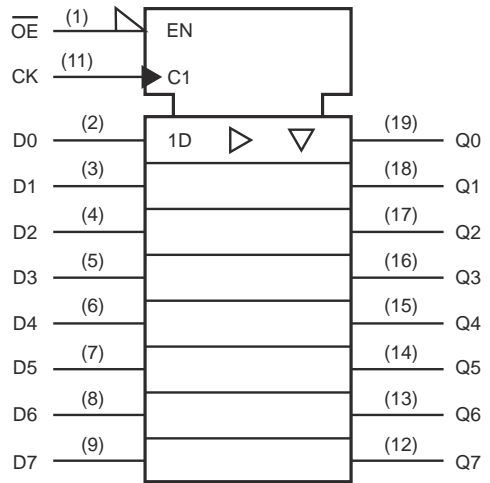 O̅E̅ (1) EN
CK (11) C1
D0 (2) 1D (19) Q0
D1 (3) (18) Q1
D2 (4) (17) Q2
D3 (5) (16) Q3
D4 (6) (15) Q4
D5 (7) (14) Q5
D6 (8) (13) Q6
D7 (9) (12) Q7